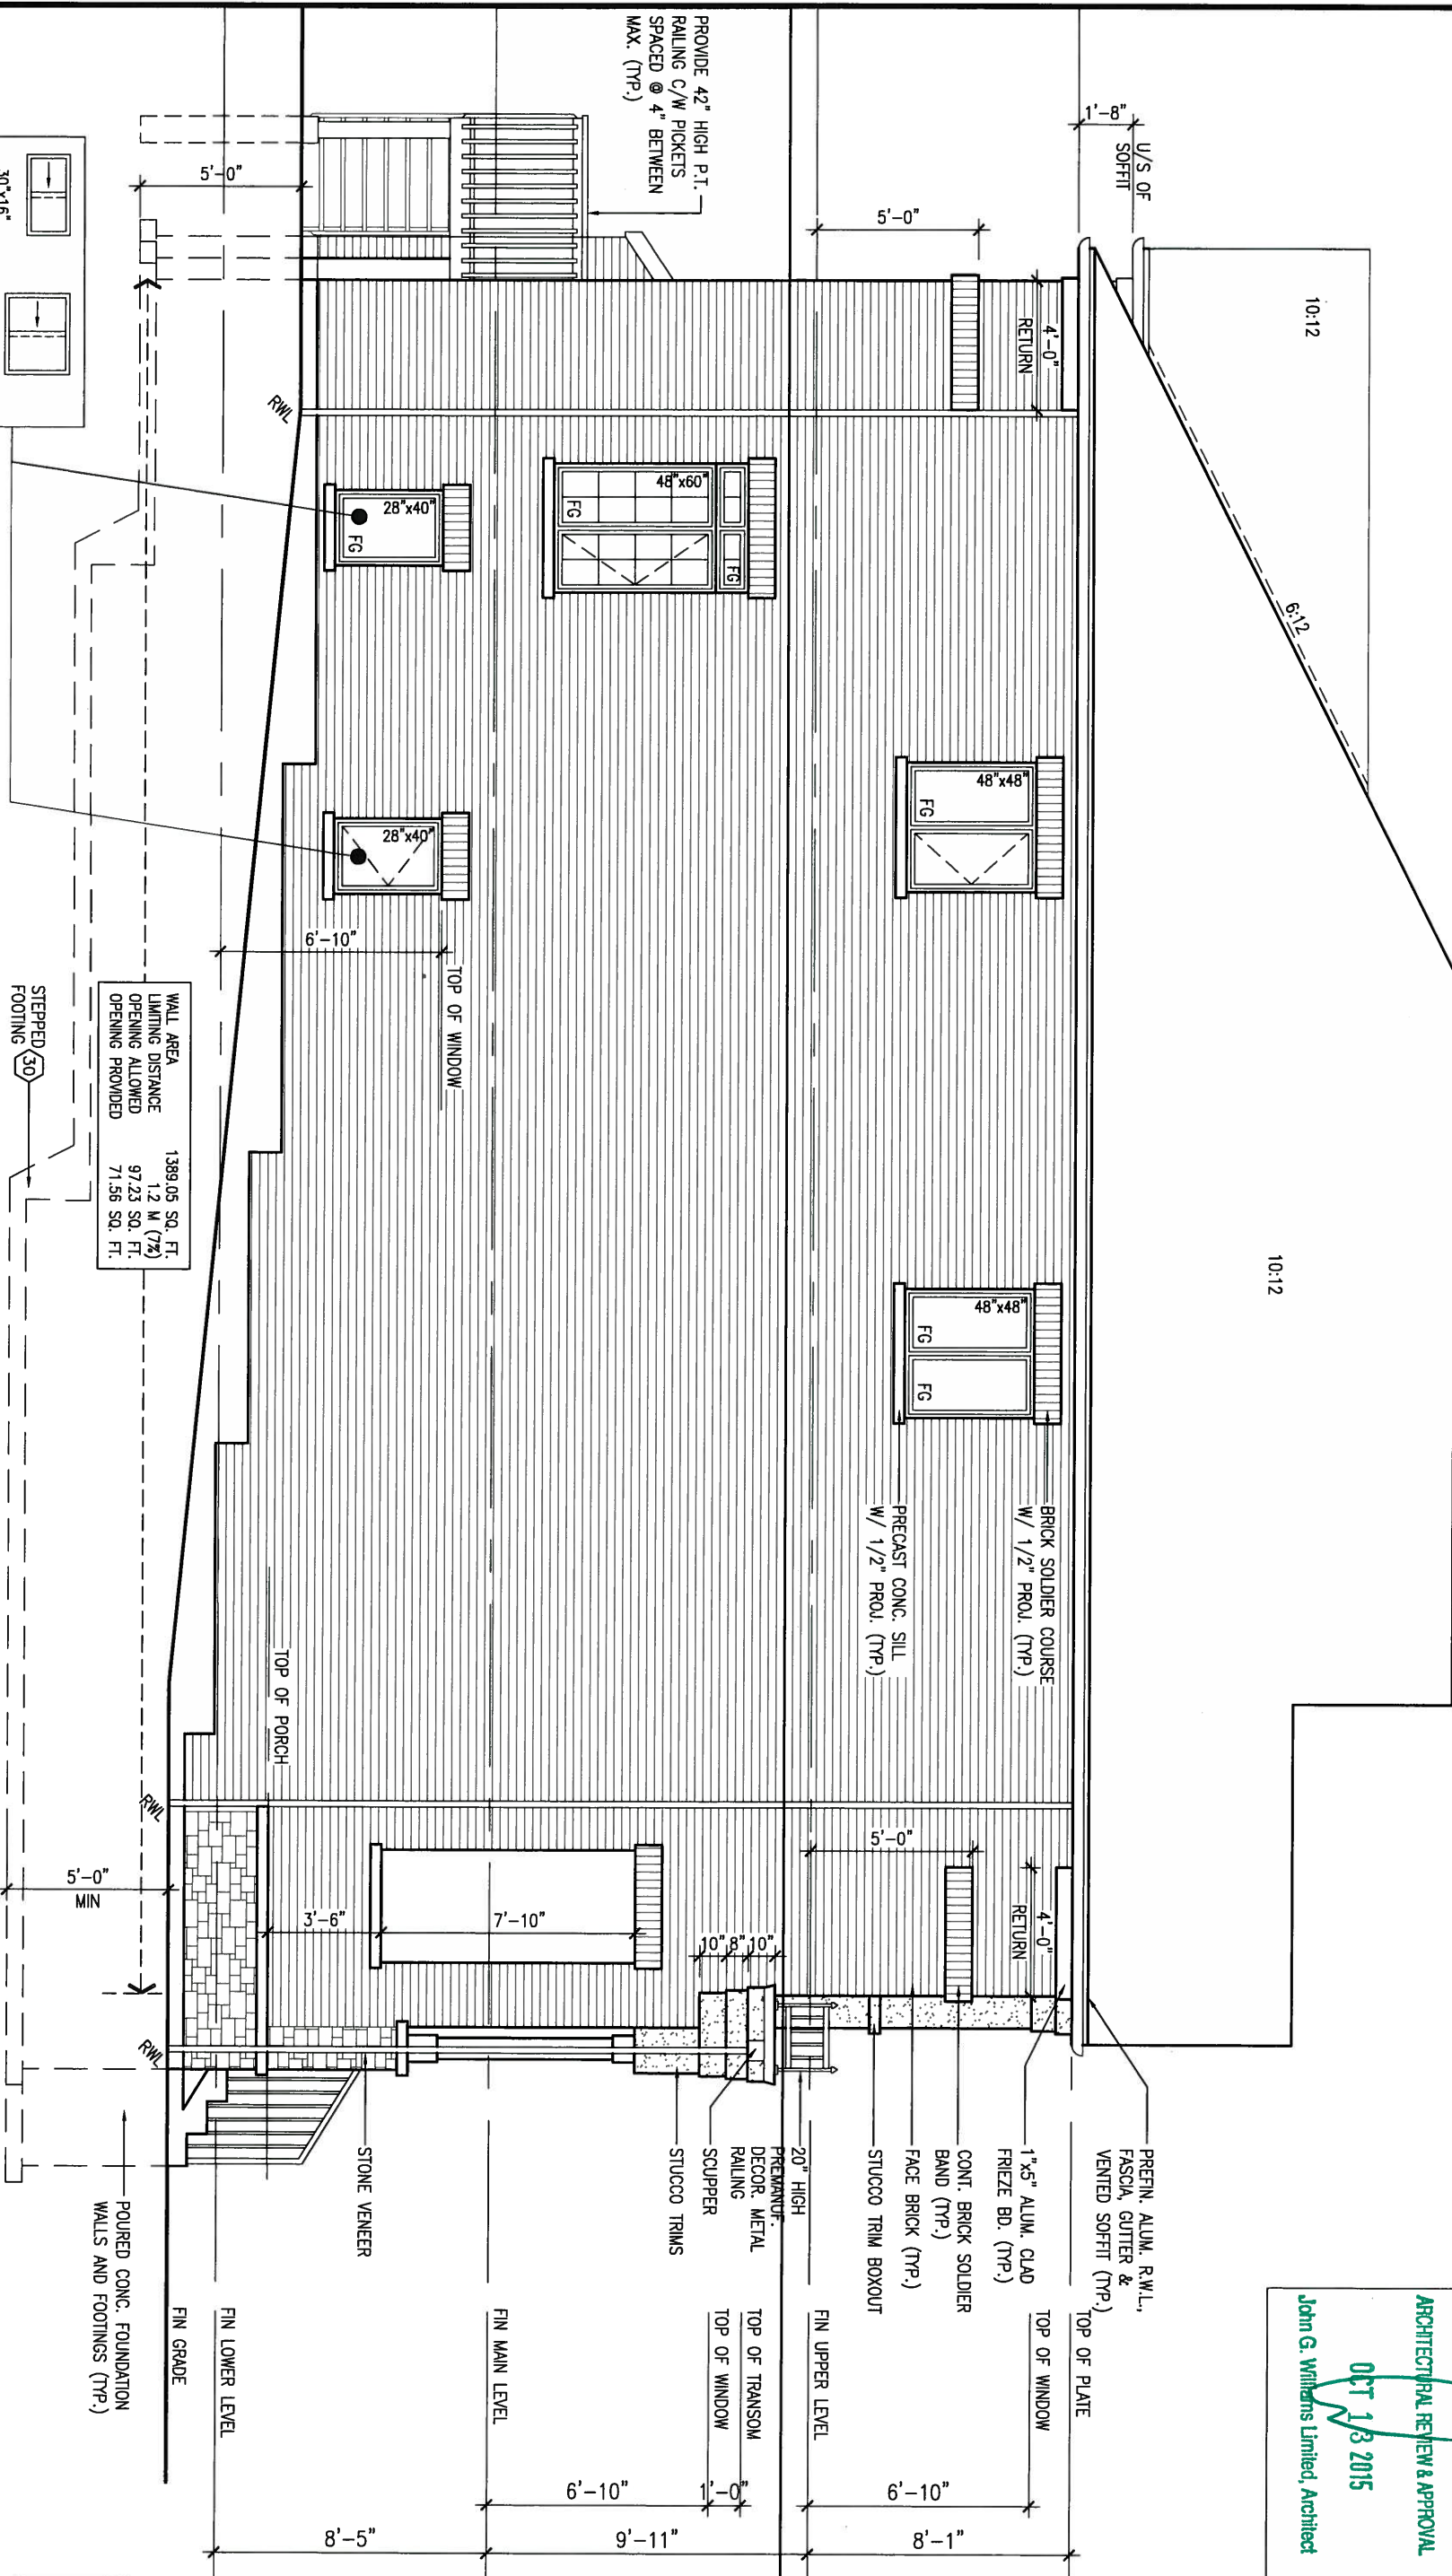 ARCHITECTURAL REVIEW & APPROVAL
OCT 13 2015
John G. Williams Limited, Architect
10:12
10:12
6:12
1'-8"
U/S OF
SOFFIT
PREFIN. ALUM. R.W.L.,
FASCIA, GUTTER &
VENTED SOFFIT (TYP.)
TOP OF PLATE
1"x5" ALUM. CLAD
FRIEZE BD. (TYP.)
TOP OF WINDOW
CONT. BRICK SOLDIER
BAND (TYP.)
FACE BRICK (TYP.)
STUCCO TRIM BOXOUT
FIN UPPER LEVEL
20" HIGH
PREMANUF.
DECOR. METAL
RAILING
TOP OF TRANSOM
SCUPPER
TOP OF WINDOW
STUCCO TRIMS
FIN MAIN LEVEL
STONE VENEER
FIN LOWER LEVEL
FIN GRADE
POURED CONC. FOUNDATION
WALLS AND FOOTINGS (TYP.)
6'-10"
8'-1"
1'-0"
6'-10"
9'-11"
8'-5"
4'-0"
RETURN
5'-0"
4'-0"
RETURN
5'-0"
BRICK SOLDIER COURSE
W/ 1/2" PROJ. (TYP.)
PRECAST CONC. SILL
W/ 1/2" PROJ. (TYP.)
48"x48"
FG
48"x48"
FG
FG
PROVIDE 42" HIGH P.T.
RAILING C/W PICKETS
SPACED @ 4" BETWEEN
MAX. (TYP.)
48"x60"
FG
FG
10"
8"
10"
7'-10"
3'-6"
28"x40"
FG
28"x40"
TOP OF WINDOW
6'-10"
TOP OF PORCH
RWL
RWL
RWL
5'-0"
5'-0"
MIN
WALL AREA 1389.05 SQ. FT.
LIMITING DISTANCE 1.2 M (7%)
OPENING ALLOWED 97.23 SQ. FT.
OPENING PROVIDED 71.56 SQ. FT.
STEPPED
FOOTING
30
30"x16"